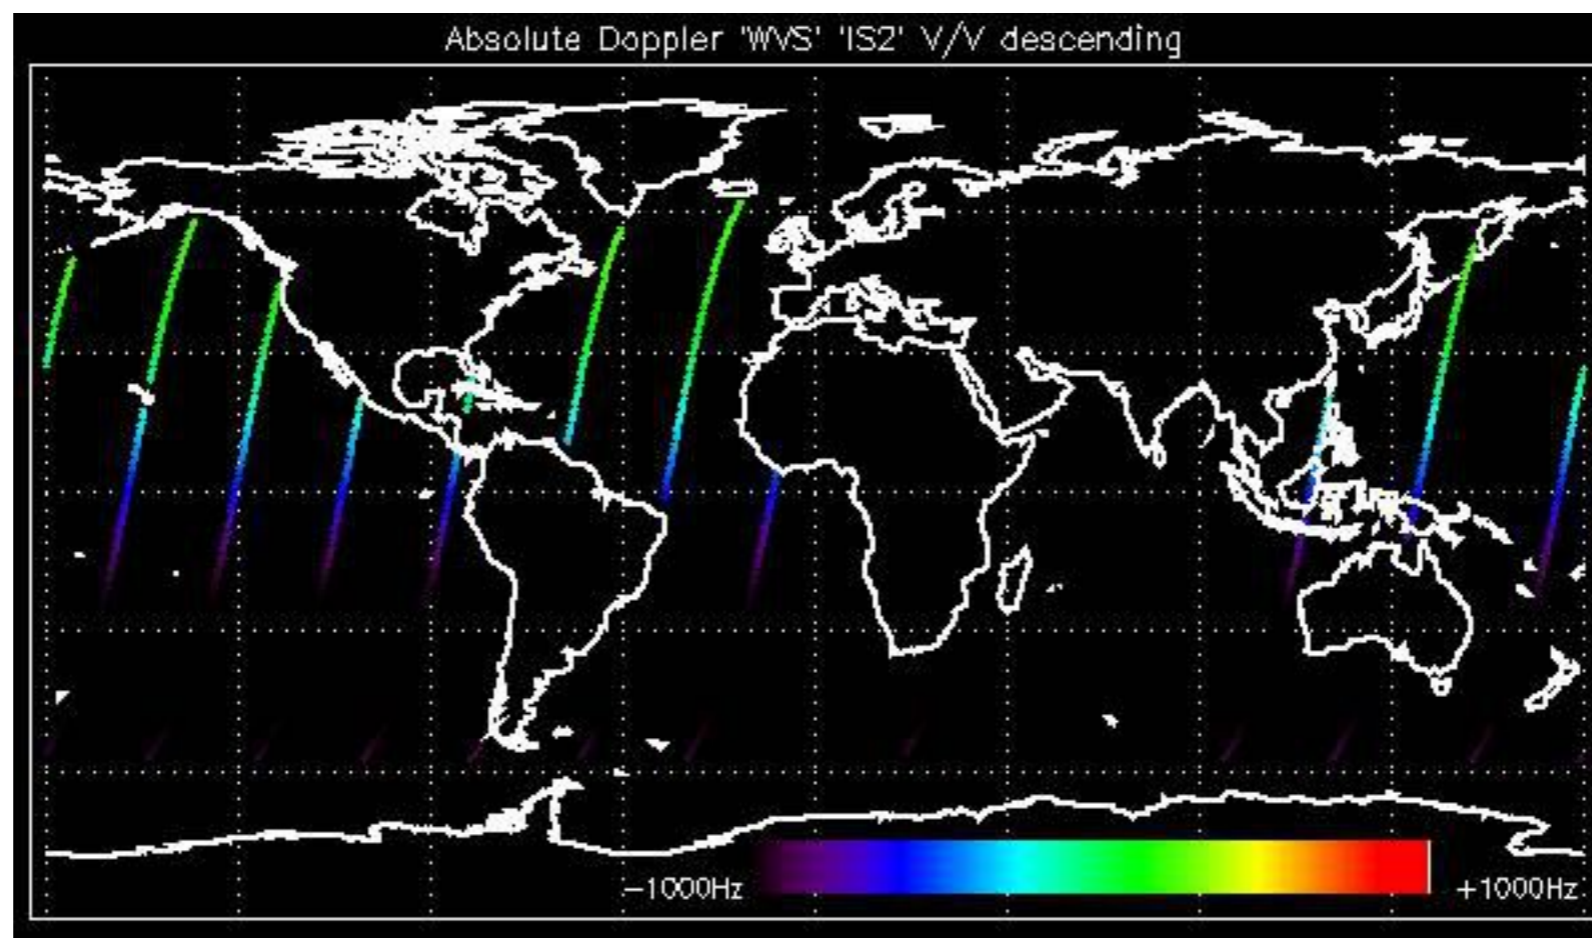 Absolute Doppler 'WVS' 'IS2' V/V descending
-1000Hz +1000Hz